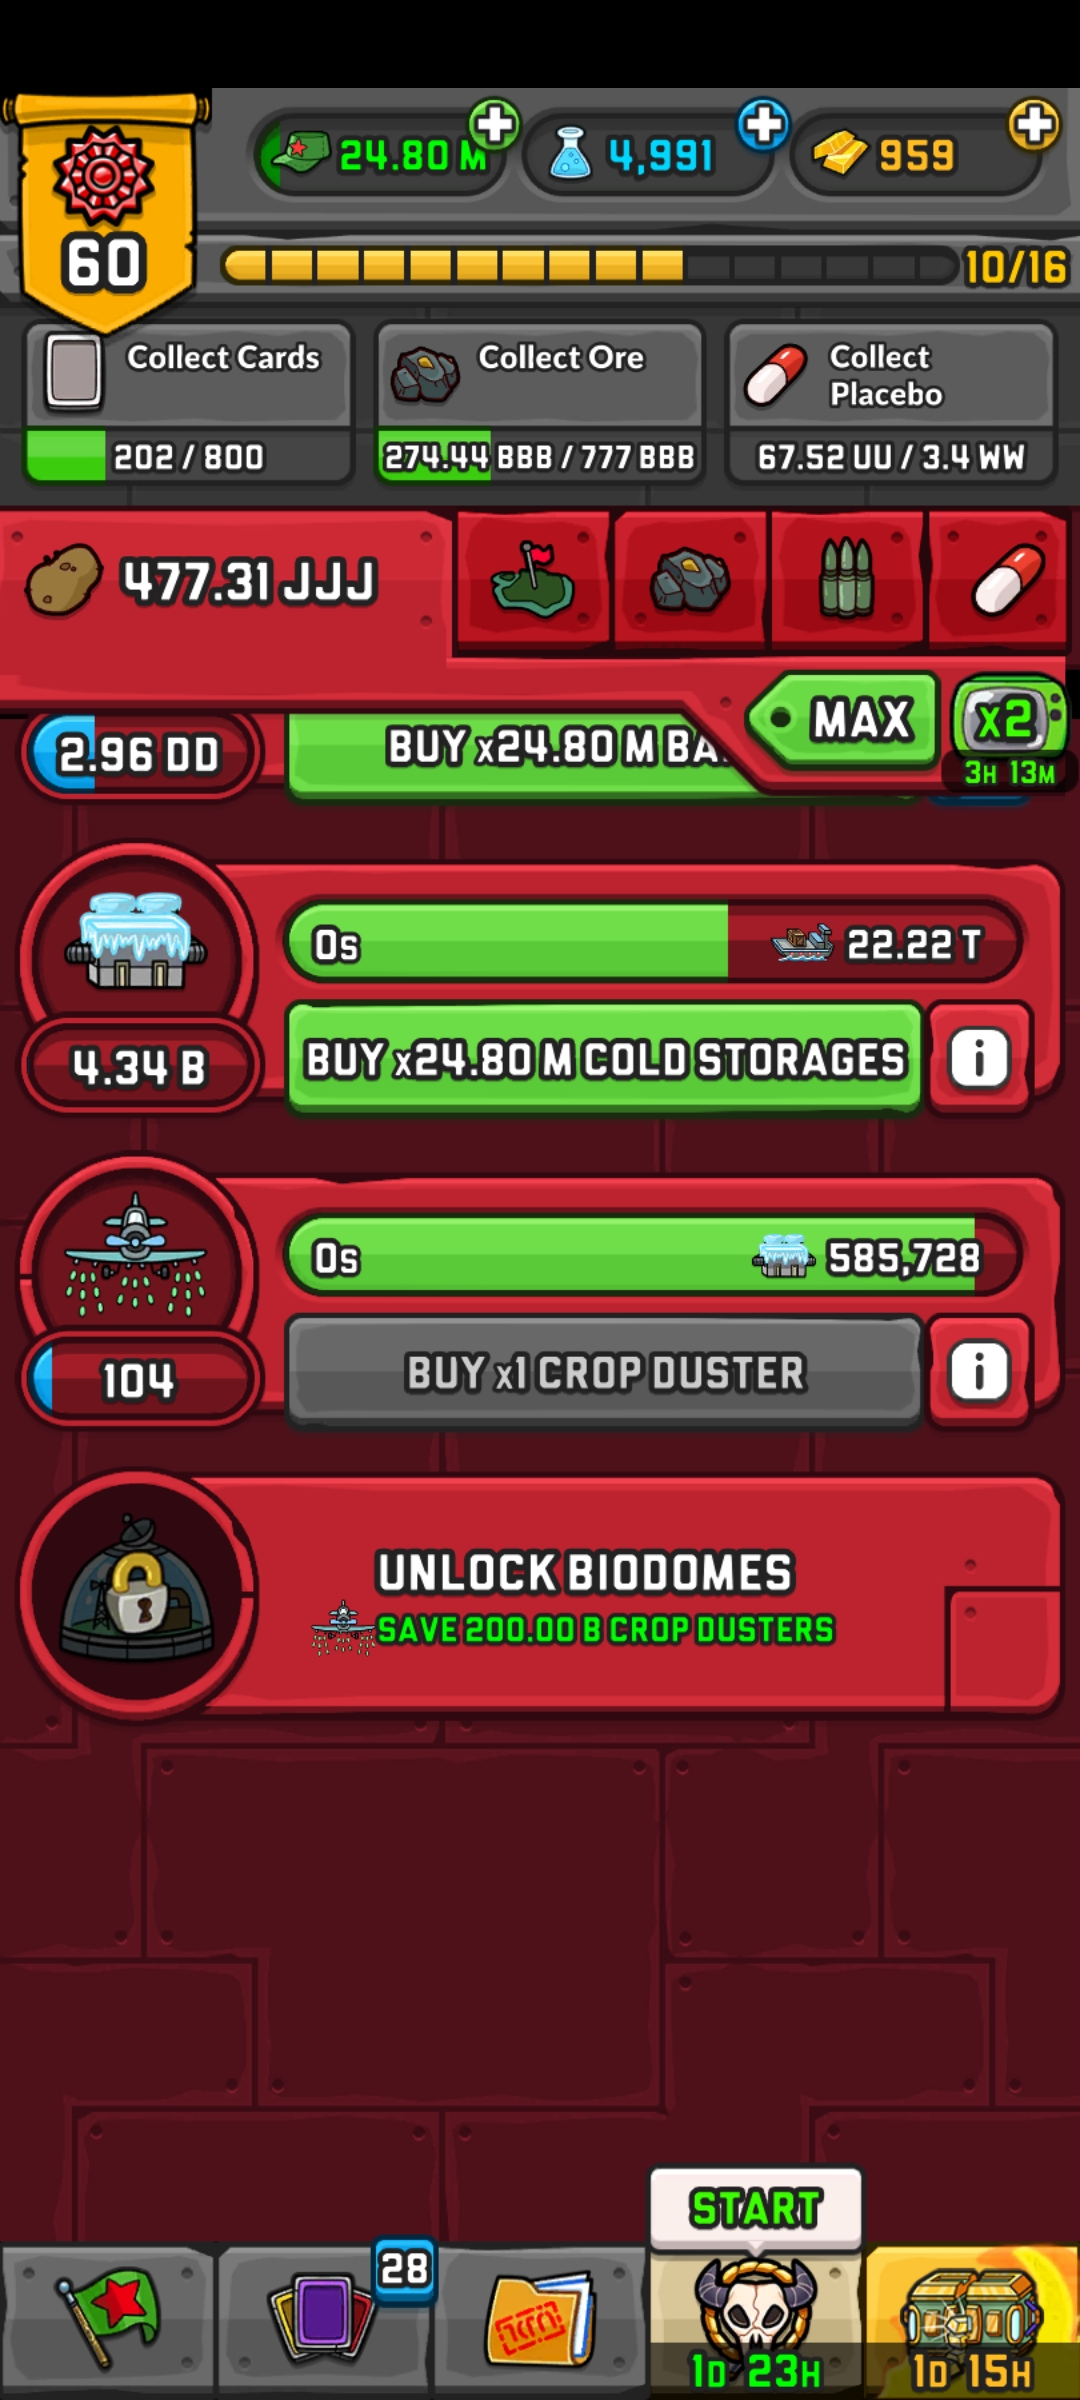 60
24.80 M
4,991
959
10/16
Collect Cards
202 / 800
Collect Ore
274.44 BBB / 777 BBB
Collect
Placebo
67.52 UU / 3.4 WW
477.31 JJJ
MAX
x2
3H 13M
2.96 DD
BUY x24.80 M BA
0s
22.22 T
4.34 B
BUY x24.80 M COLD STORAGES
i
0s
585,728
104
BUY x1 CROP DUSTER
i
UNLOCK BIODOMES
SAVE 200.00 B CROP DUSTERS
START
28
1D 23H
1D 15H